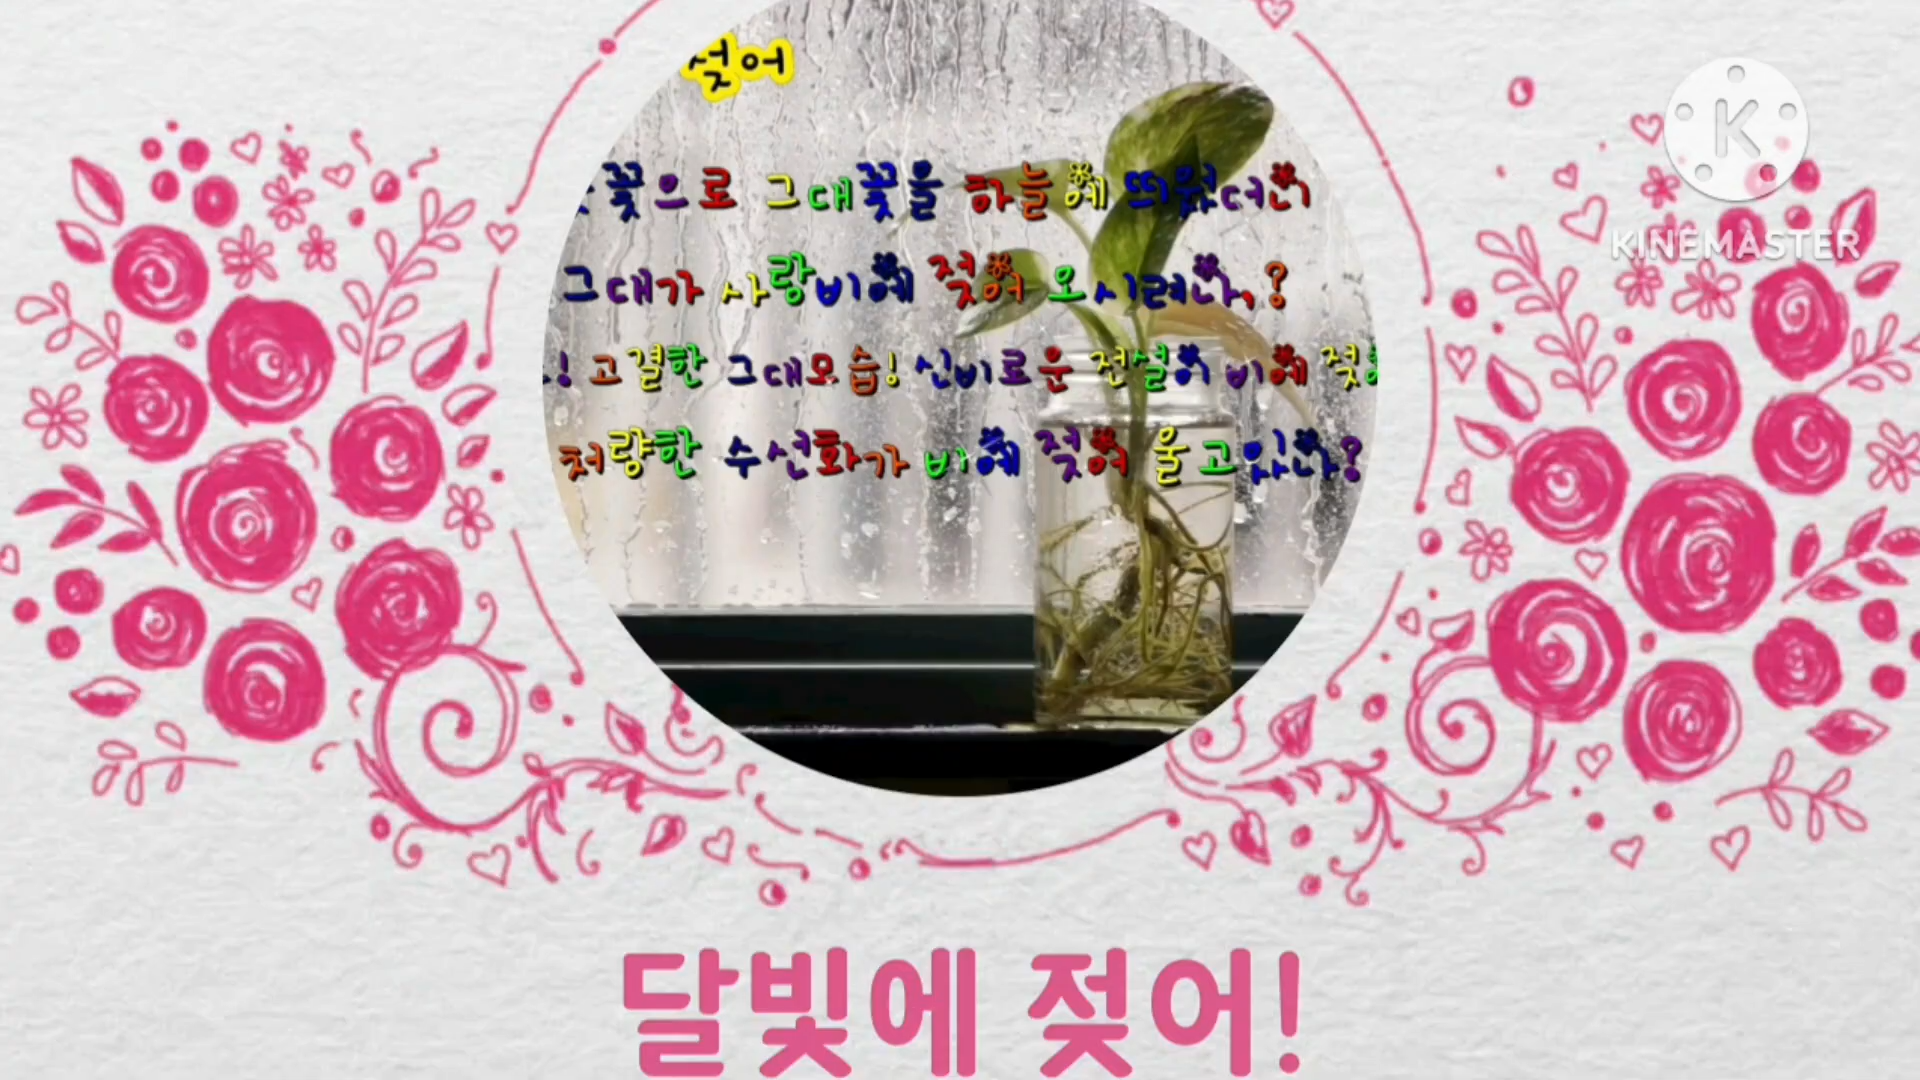 젖어
꽃으로 그대꽃을 하늘에 띄웠더니
그대가 사랑비에 젖어 오시려나,?
! 고결한 그대모습! 신비로운 전설의 비에 젖어
처량한 수선화가 비에 젖어 울고있나?
달빛에 젖어!
K
KINEMASTER